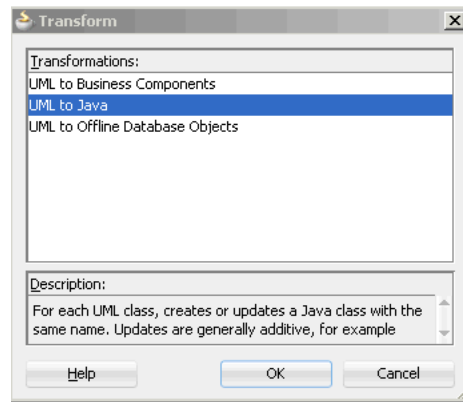 Transform
Transformations:
UML to Business Components
UML to Java
UML to Offline Database Objects
Description:
For each UML class, creates or updates a Java class with the
same name. Updates are generally additive, for example
Help OK Cancel